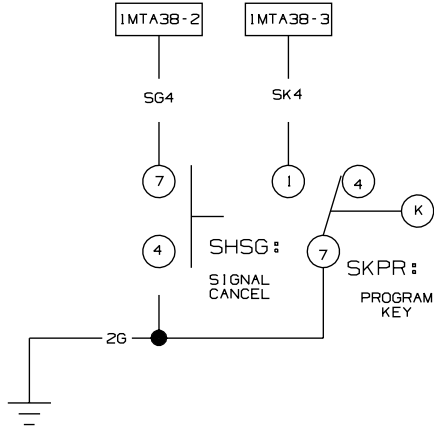 1MTA38-2
1MTA38-3
SG4
SK4
7
1
4
K
4
SHSG:
7
SKPR:
SIGNAL
CANCEL
PROGRAM
KEY
2G